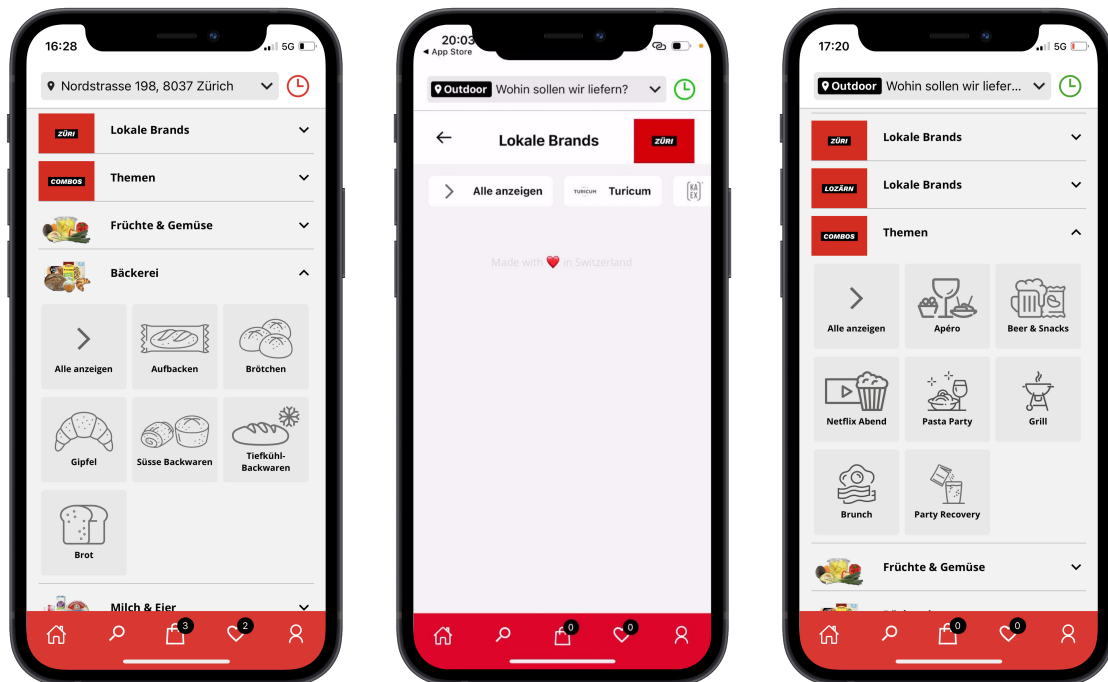 16:28
5G
Nordstrasse 198, 8037 Zürich
ZÜRI
Lokale Brands
COMBOS
Themen
Früchte & Gemüse
Bäckerei
Alle anzeigen
Aufbacken
Brötchen
Gipfel
Süsse Backwaren
Tiefkühl-
Backwaren
Brot
Milch & Eier
3
2
20:03
App Store
Outdoor
Wohin sollen wir liefern?
Lokale Brands
ZÜRI
Alle anzeigen
TURICUM
Turicum
KA
EX
Made with ❤️ in Switzerland
0
0
17:20
5G
Outdoor
Wohin sollen wir liefer...
ZÜRI
Lokale Brands
LOZÄRN
Lokale Brands
COMBOS
Themen
Alle anzeigen
Apéro
Beer & Snacks
Netflix Abend
Pasta Party
Grill
Brunch
Party Recovery
Früchte & Gemüse
0
0